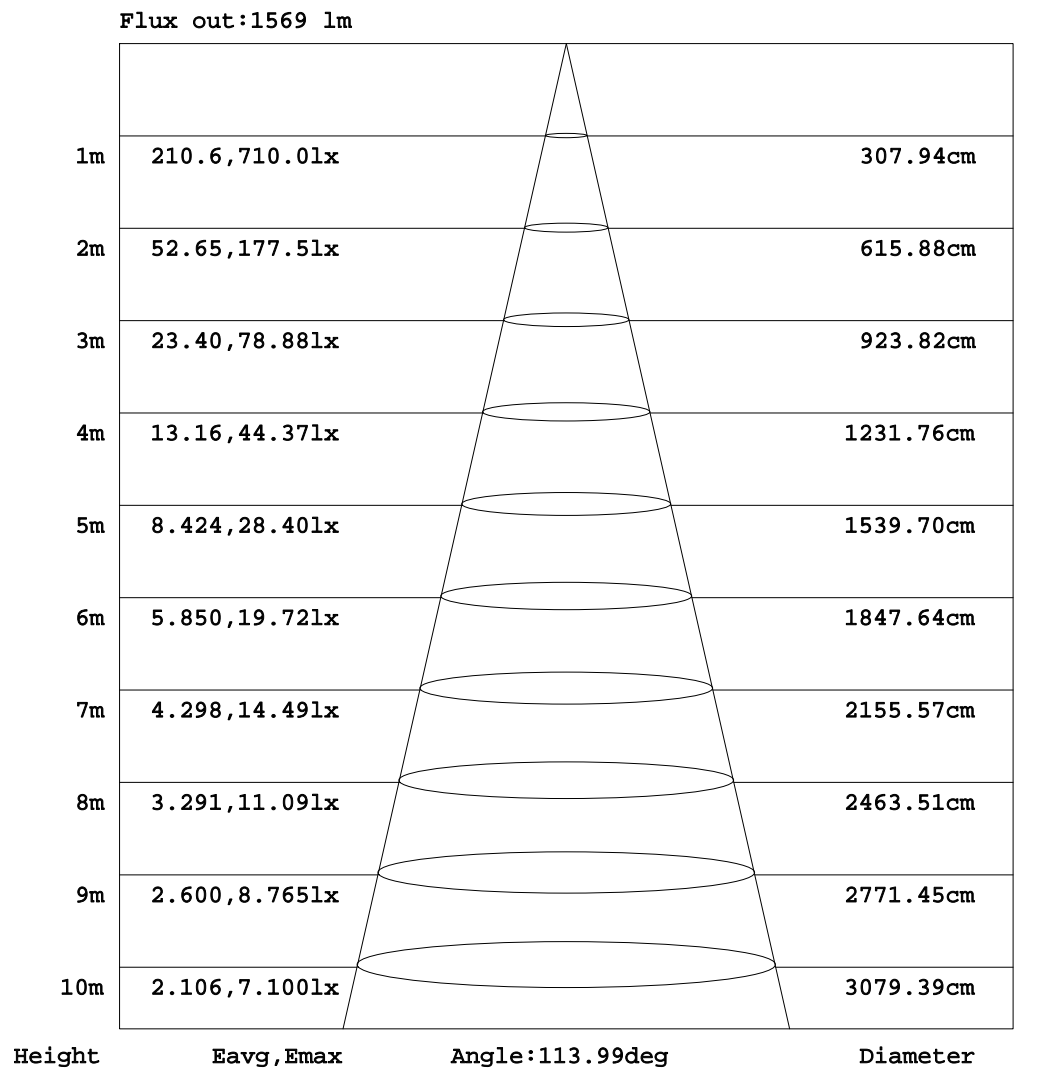 Flux out:1569 lm
1m 210.6,710.0lx 307.94cm
2m 52.65,177.5lx 615.88cm
3m 23.40,78.88lx 923.82cm
4m 13.16,44.37lx 1231.76cm
5m 8.424,28.40lx 1539.70cm
6m 5.850,19.72lx 1847.64cm
7m 4.298,14.49lx 2155.57cm
8m 3.291,11.09lx 2463.51cm
9m 2.600,8.765lx 2771.45cm
10m 2.106,7.100lx 3079.39cm
Height Eavg,Emax Angle:113.99deg Diameter